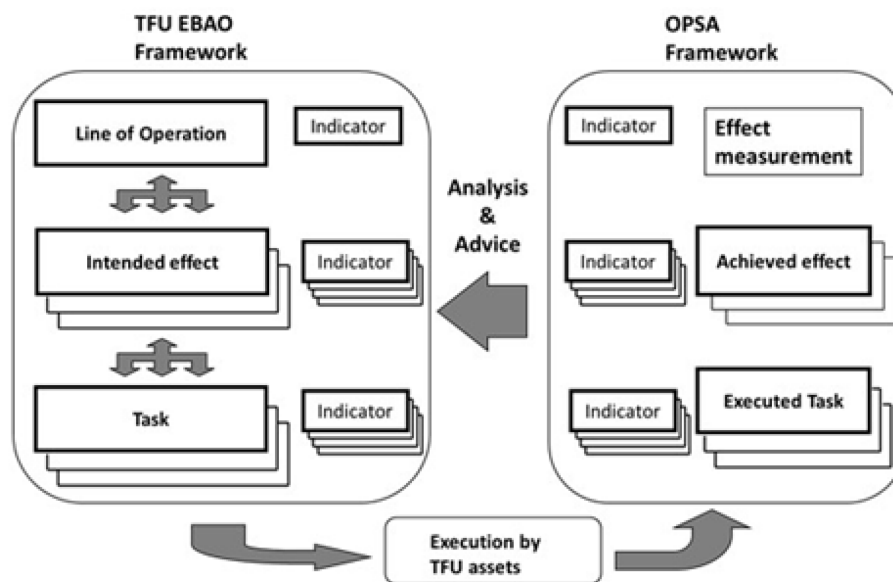 TFU EBAO
Framework
OPSA
Framework
Line of Operation
Indicator
Indicator
Effect
measurement
Analysis
&
Advice
Intended effect
Indicator
Indicator
Achieved effect
Task
Indicator
Indicator
Executed Task
Execution by
TFU assets